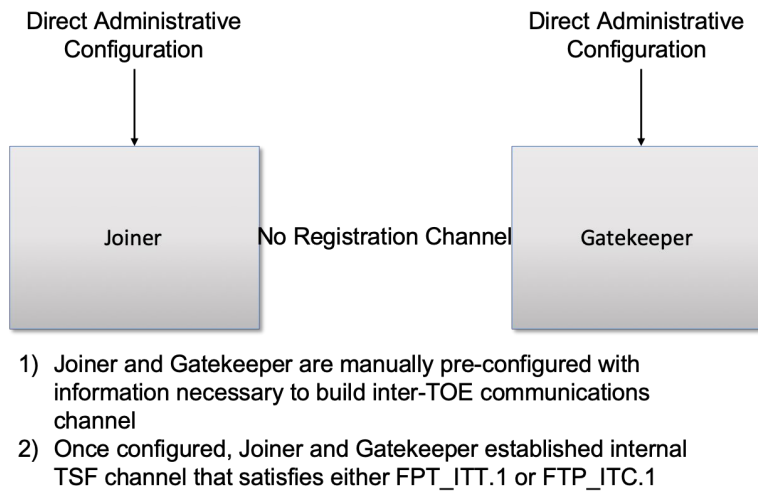 Direct Administrative
Configuration
Direct Administrative
Configuration
Joiner
No Registration Channel
Gatekeeper
1) Joiner and Gatekeeper are manually pre-configured with
information necessary to build inter-TOE communications
channel
2) Once configured, Joiner and Gatekeeper established internal
TSF channel that satisfies either FPT_ITT.1 or FTP_ITC.1